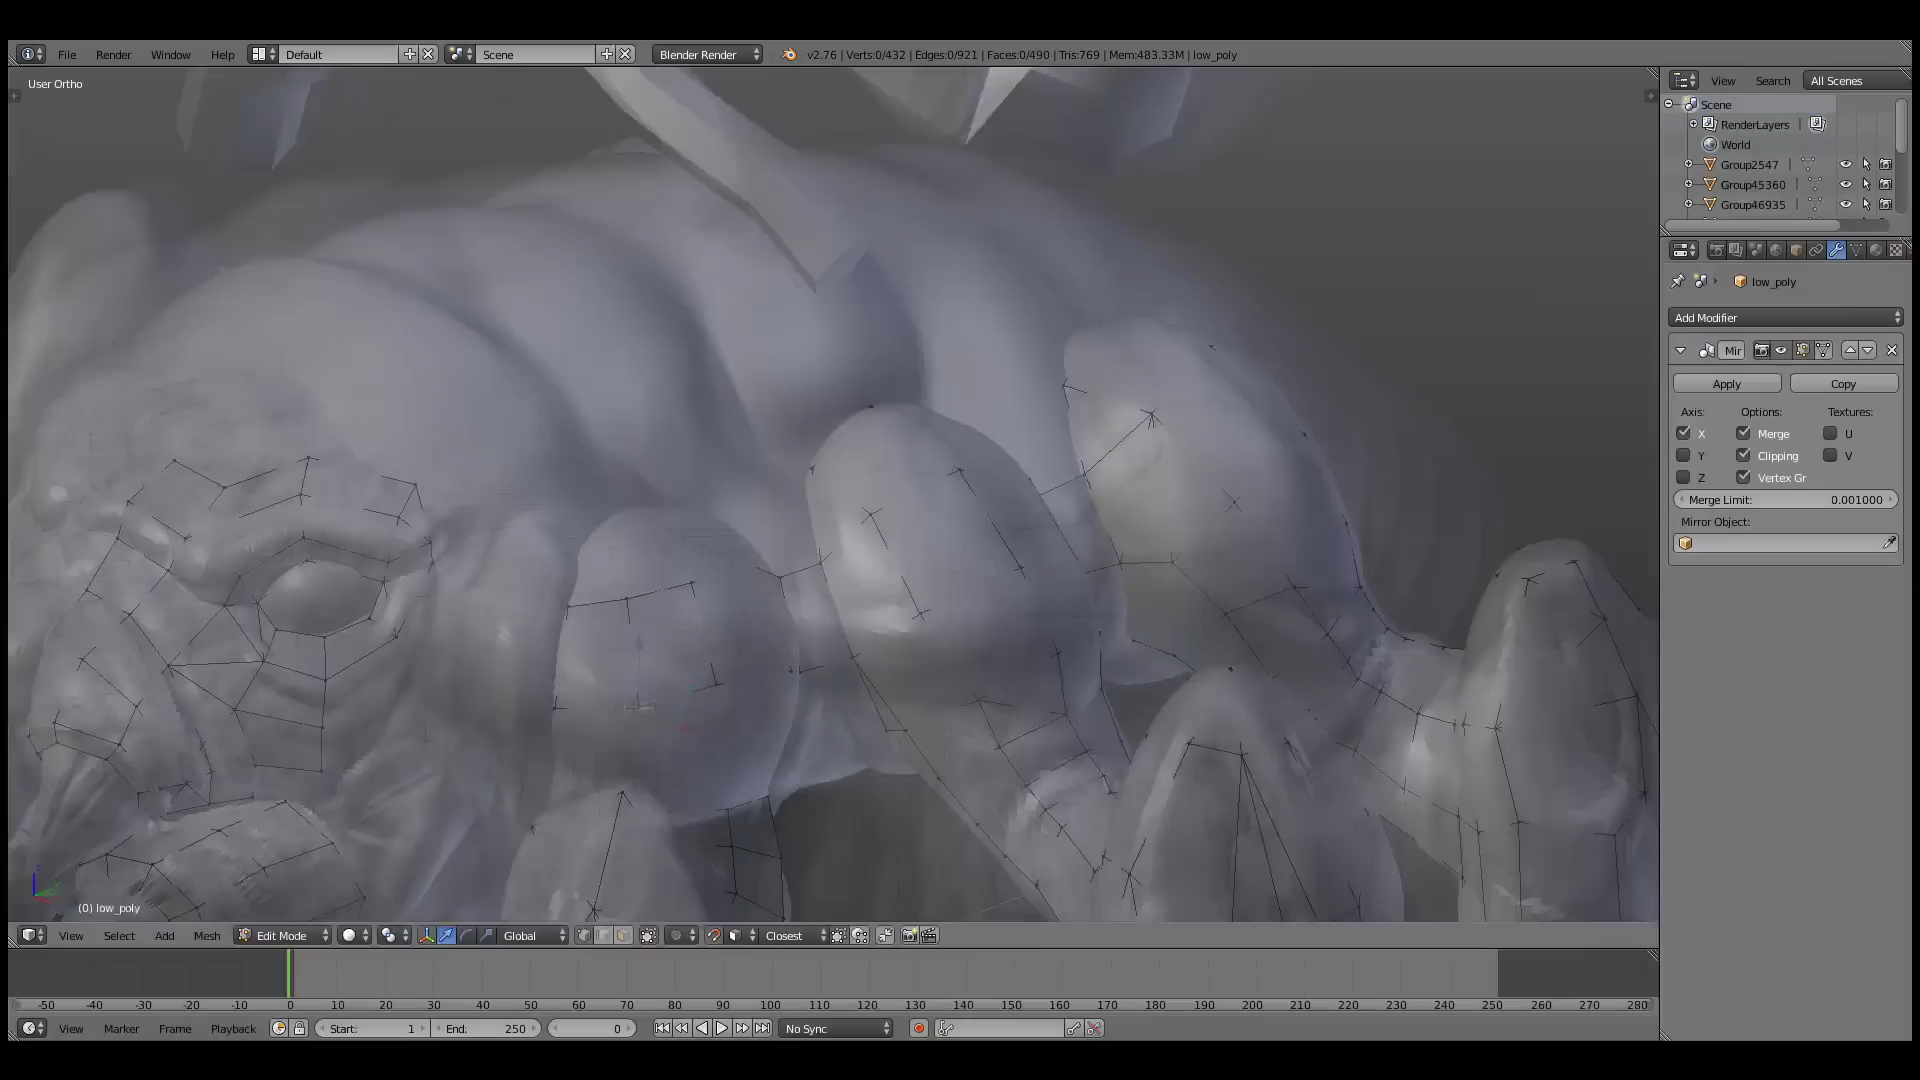 File Render Window Help Default Scene Blender Render v2.76 | Verts:0/432 | Edges:0/921 | Faces:0/490 | Tris:769 | Mem:483.33M | low_poly
User Ortho
View Search All Scenes
Scene
RenderLayers
World
Group2547
Group45360
Group46935
low_poly
Add Modifier
Mir
Apply Copy
Axis: Options: Textures:
X Merge U
Y Clipping V
Z Vertex Gr
Merge Limit: 0.001000
Mirror Object:
(0) low_poly
View Select Add Mesh Edit Mode Global Closest
-50 -40 -30 -20 -10 0 10 20 30 40 50 60 70 80 90 100 110 120 130 140 150 160 170 180 190 200 210 220 230 240 250 260 270 280
View Marker Frame Playback Start: 1 End: 250 0 No Sync